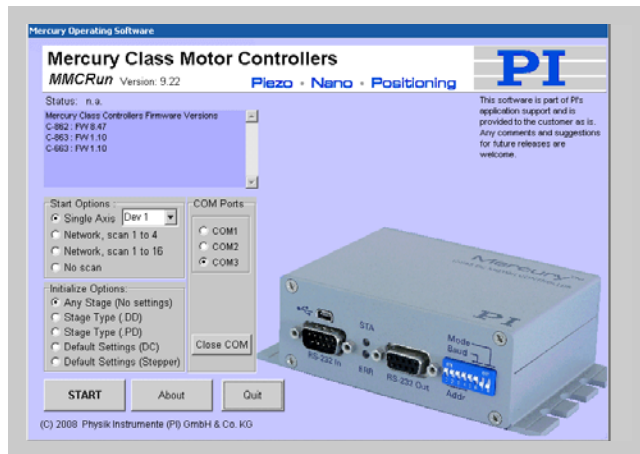 Mercury Operating Software
Mercury Class Motor Controllers
MMCRun Version: 9.22
Piezo · Nano · Positioning
PI
Status: n.a.
Mercury Class Controllers Firmware Versions
C-862 : FW 8.47
C-863 : FW 1.10
C-663 : FW 1.10
This software is part of PI's
application support and is
provided to the customer as is.
Any comments and suggestions
for future releases are
welcome.
Start Options :
Single Axis Dev 1
Network, scan 1 to 4
Network, scan 1 to 16
No scan
COM Ports
COM1
COM2
COM3
Initialize Options:
Any Stage (No settings)
Stage Type (.DD)
Stage Type (.PD)
Default Settings (DC)
Default Settings (Stepper)
Close COM
START
About
Quit
Mercury™
PI
STA
ERR
RS-232 In
RS-232 Out
Mode
Baud
Addr
(C) 2008 Physik Instrumente (PI) GmbH & Co. KG